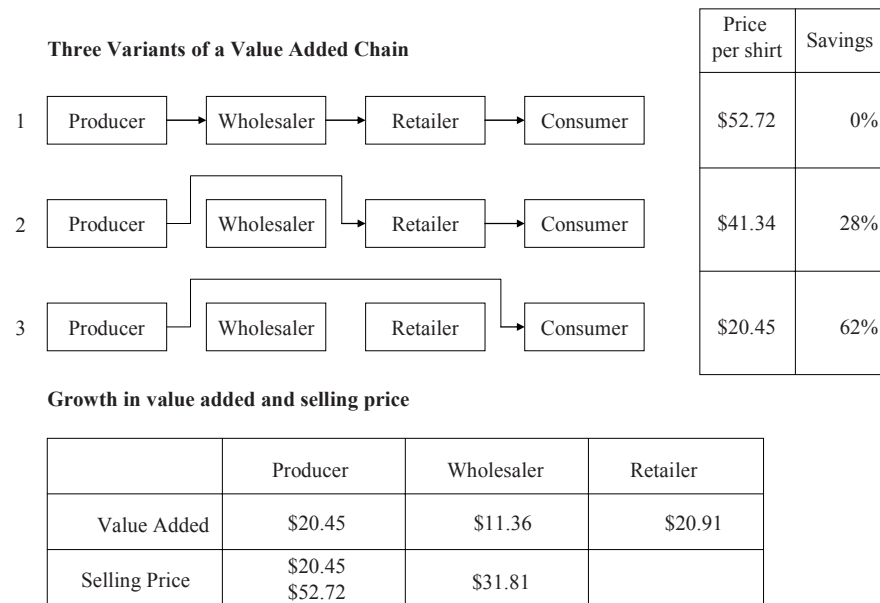 Three Variants of a Value Added Chain
Price
per shirt
Savings
1 Producer Wholesaler Retailer Consumer $52.72 0%
2 Producer Wholesaler Retailer Consumer $41.34 28%
3 Producer Wholesaler Retailer Consumer $20.45 62%
Growth in value added and selling price
Producer Wholesaler Retailer
Value Added $20.45 $11.36 $20.91
Selling Price $20.45 $31.81
$52.72